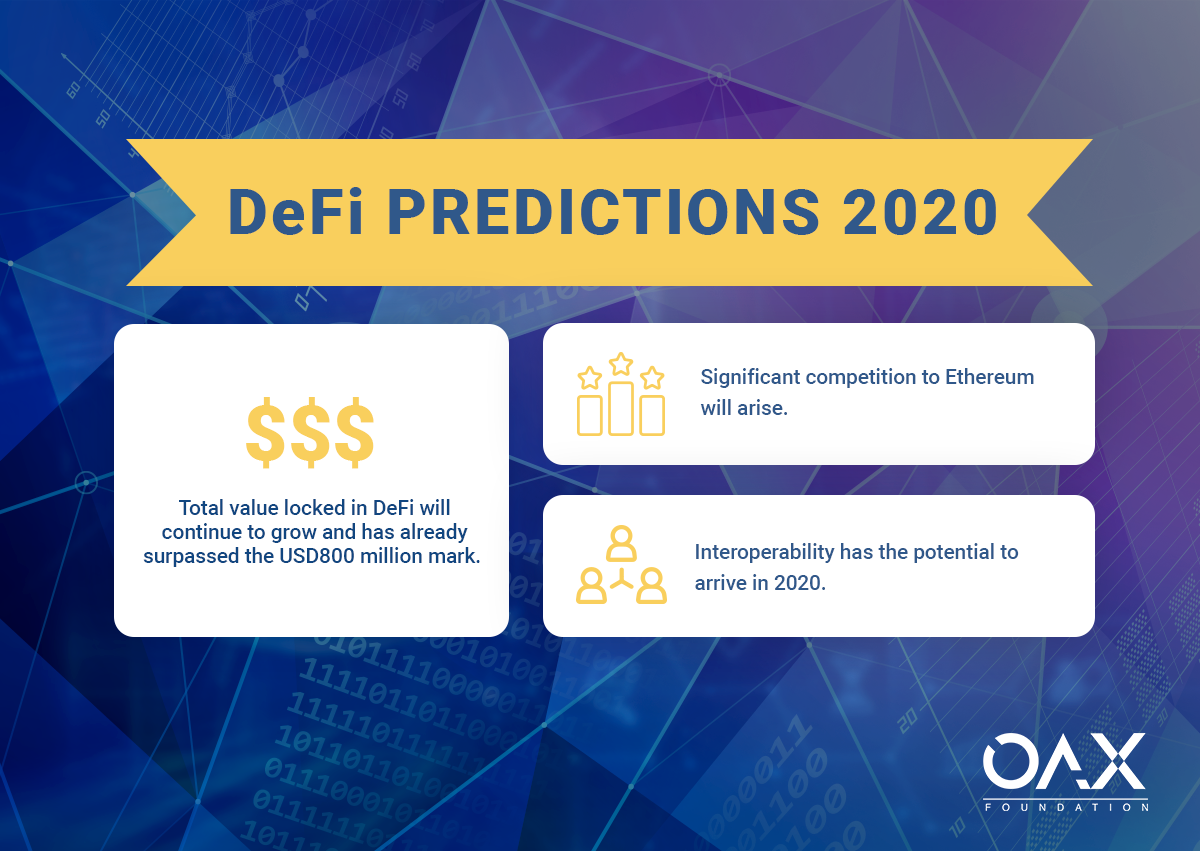 DeFi PREDICTIONS 2020
$$$
Total value locked in DeFi will
continue to grow and has already
surpassed the USD800 million mark.
Significant competition to Ethereum
will arise.
Interoperability has the potential to
arrive in 2020.
OAX
FOUNDATION